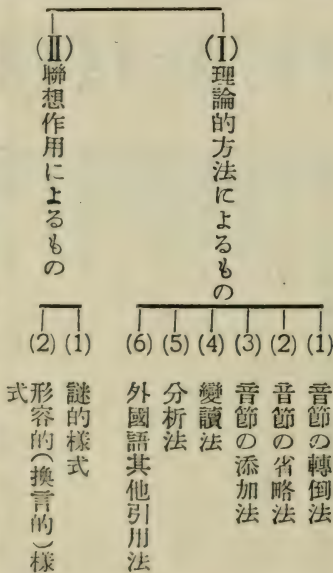 (Ⅰ)理論的方法によるもの
(1)音節の轉倒法
(2)音節の省略法
(3)音節の添加法
(4)變讀法
(5)分析法
(6)外國語其他引用法
(Ⅱ)聯想作用によるもの
(1)謎的樣式
(2)形容的(換言的)樣
式